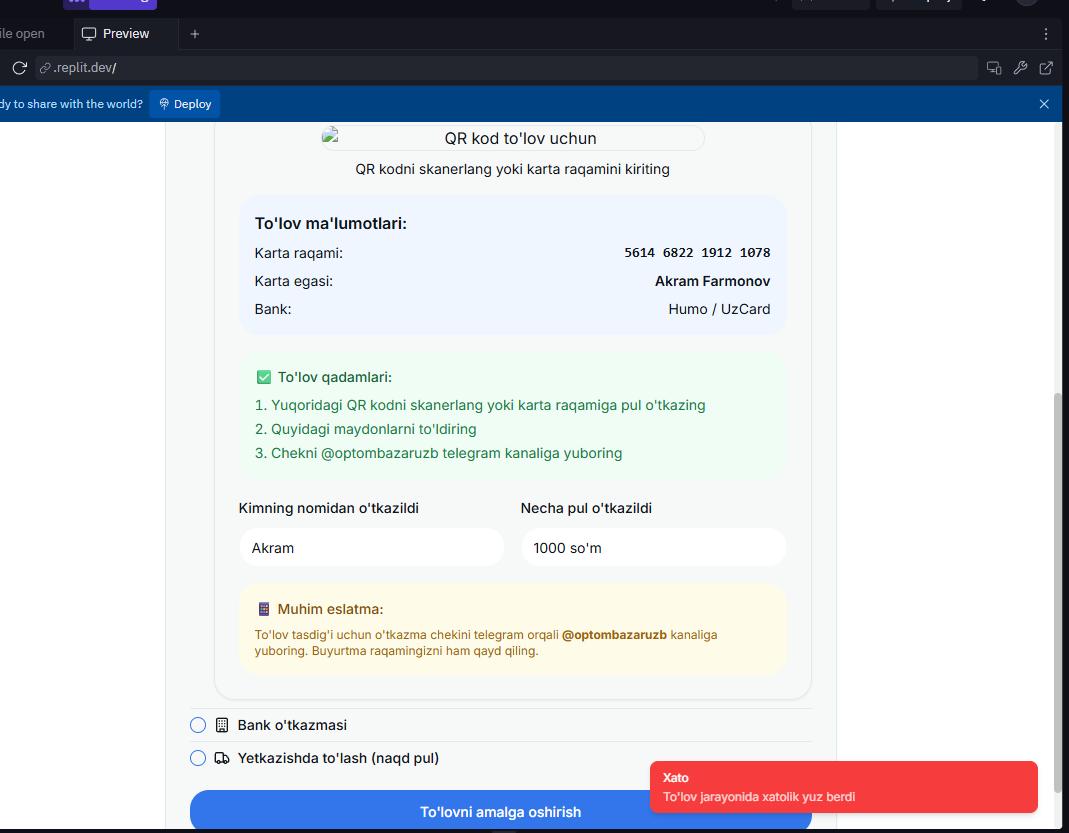 ile open
Preview
.replit.dev/
dy to share with the world?
Deploy
QR kod to'lov uchun
QR kodni skanerlang yoki karta raqamini kiriting
To'lov ma'lumotlari:
Karta raqami: 5614 6822 1912 1078
Karta egasi: Akram Farmonov
Bank: Humo / UzCard
✅ To'lov qadamlari:
1. Yuqoridagi QR kodni skanerlang yoki karta raqamiga pul o'tkazing
2. Quyidagi maydonlarni to'ldiring
3. Chekni @optombazaruzb telegram kanaliga yuboring
Kimning nomidan o'tkazildi
Necha pul o'tkazildi
Akram
1000 so'm
Muhim eslatma:
To'lov tasdig'i uchun o'tkazma chekini telegram orqali @optombazaruzb kanaliga
yuboring. Buyurtma raqamingizni ham qayd qiling.
Bank o'tkazmasi
Yetkazishda to'lash (naqd pul)
To'lovni amalga oshirish
Xato
To'lov jarayonida xatolik yuz berdi